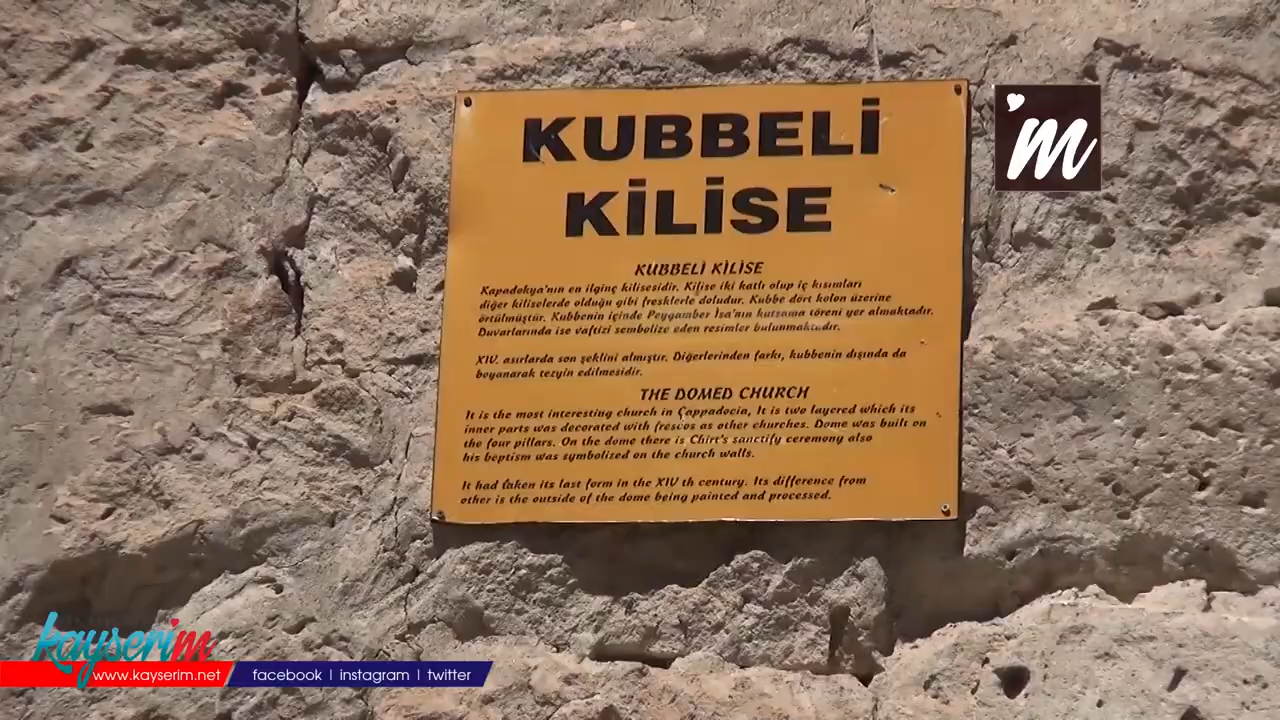 KUBBELİ
KİLİSE
'm
KUBBELİ KİLİSE
Kapadokya'nın en ilginç kilisesidir. Kilise iki katlı olup iç kısımları
diğer kiliselerde olduğu gibi fresklerle doludur. Kubbe dört kolon üzerine
örtülmüştür. Kubbenin içinde Peygamber İsa'nın kutsama töreni yer almaktadır.
Duvarlarında ise vaftizi sembolize eden resimler bulunmaktadır.
XIV. asırlarda son şeklini almıştır. Diğerlerinden farkı, kubbenin dışında da
boyanarak tezyin edilmesidir.
THE DOMED CHURCH
It is the most interesting church in Cappadocia, It is two layered which its
inner parts was decorated with frescos as other churches. Dome was built on
the four pillars. On the dome there is Chirt's sanctify ceremony also
his beptism was symbolized on the church walls.
It had taken its last form in the XIV th century. Its difference from
other is the outside of the dome being painted and processed.
kayserim
www.kayserim.net
facebook | instagram | twitter